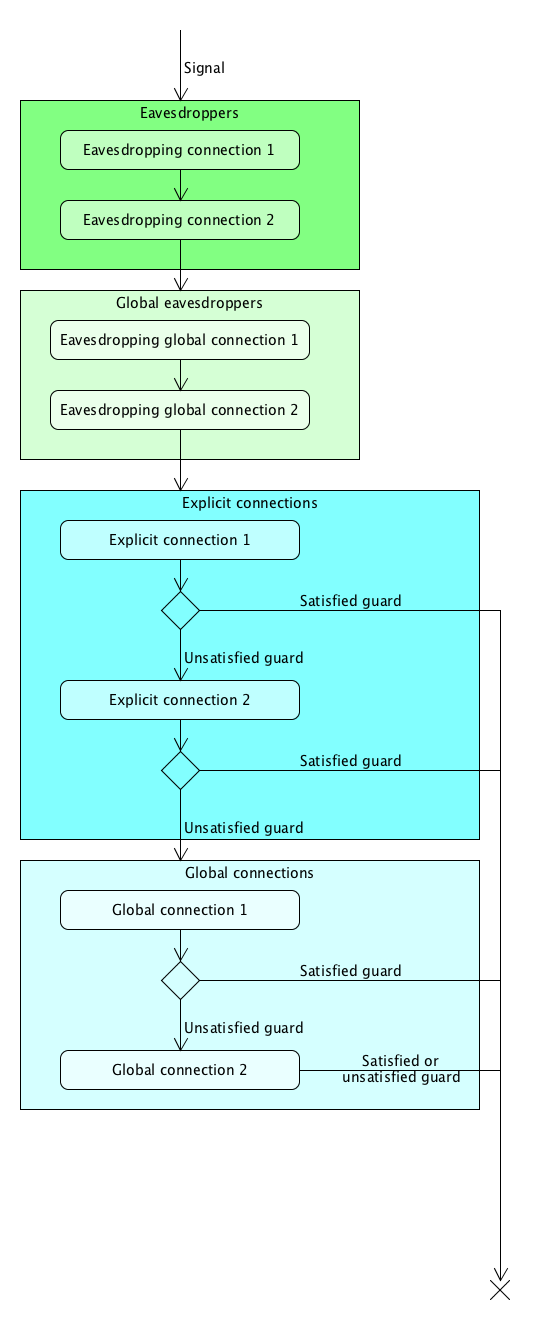 Signal
Eavesdroppers
Eavesdropping connection 1
Eavesdropping connection 2
Global eavesdroppers
Eavesdropping global connection 1
Eavesdropping global connection 2
Explicit connections
Explicit connection 1
Satisfied guard
Unsatisfied guard
Explicit connection 2
Satisfied guard
Unsatisfied guard
Global connections
Global connection 1
Satisfied guard
Unsatisfied guard
Global connection 2
Satisfied or
unsatisfied guard